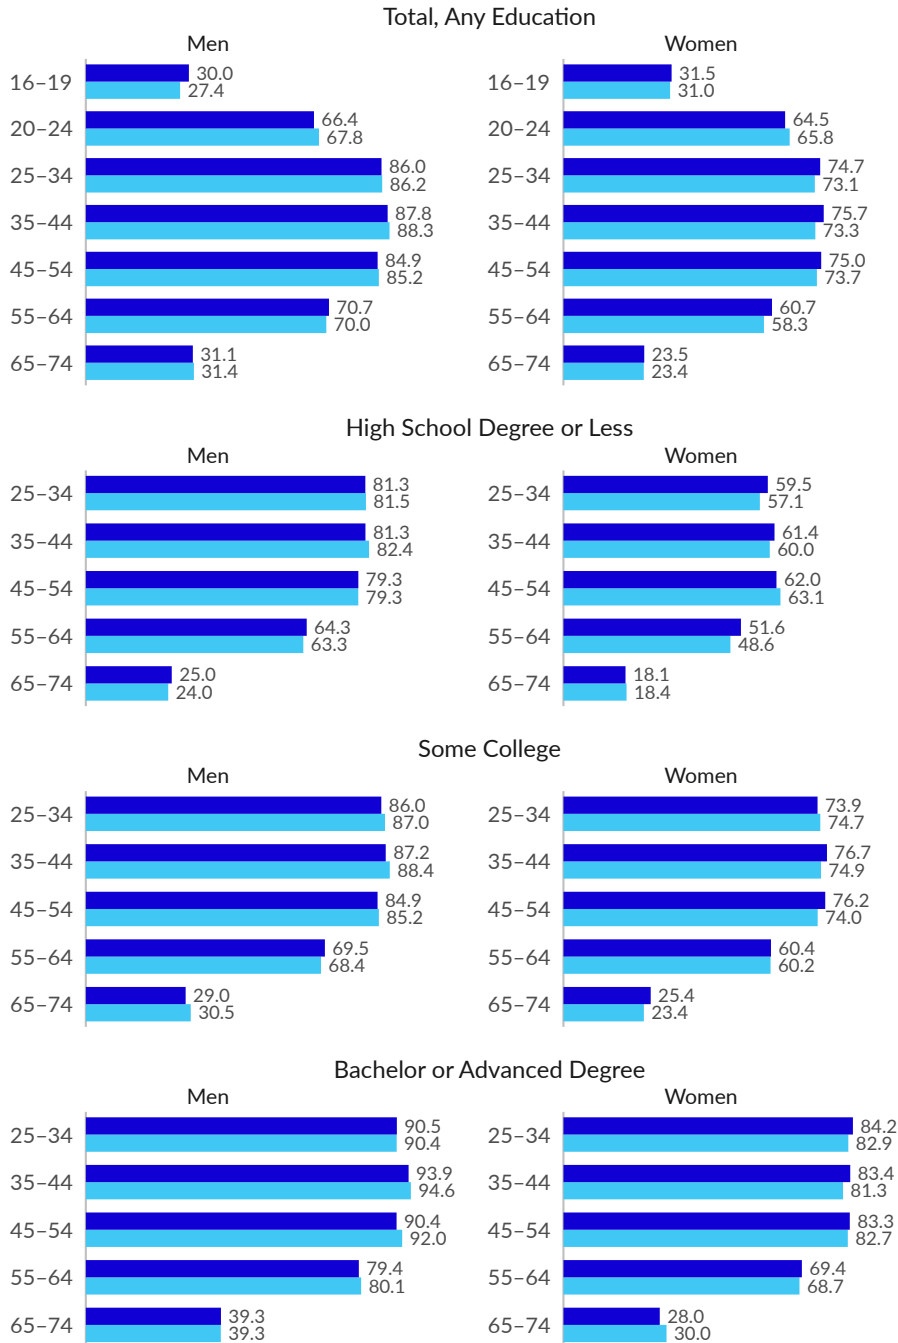 Total, Any Education
Men Women
16–19 30.0 27.4 16–19 31.5 31.0
20–24 66.4 67.8 20–24 64.5 65.8
25–34 86.0 86.2 25–34 74.7 73.1
35–44 87.8 88.3 35–44 75.7 73.3
45–54 84.9 85.2 45–54 75.0 73.7
55–64 70.7 70.0 55–64 60.7 58.3
65–74 31.1 31.4 65–74 23.5 23.4
High School Degree or Less
Men Women
25–34 81.3 81.5 25–34 59.5 57.1
35–44 81.3 82.4 35–44 61.4 60.0
45–54 79.3 79.3 45–54 62.0 63.1
55–64 64.3 63.3 55–64 51.6 48.6
65–74 25.0 24.0 65–74 18.1 18.4
Some College
Men Women
25–34 86.0 87.0 25–34 73.9 74.7
35–44 87.2 88.4 35–44 76.7 74.9
45–54 84.9 85.2 45–54 76.2 74.0
55–64 69.5 68.4 55–64 60.4 60.2
65–74 29.0 30.5 65–74 25.4 23.4
Bachelor or Advanced Degree
Men Women
25–34 90.5 90.4 25–34 84.2 82.9
35–44 93.9 94.6 35–44 83.4 81.3
45–54 90.4 92.0 45–54 83.3 82.7
55–64 79.4 80.1 55–64 69.4 68.7
65–74 39.3 39.3 65–74 28.0 30.0